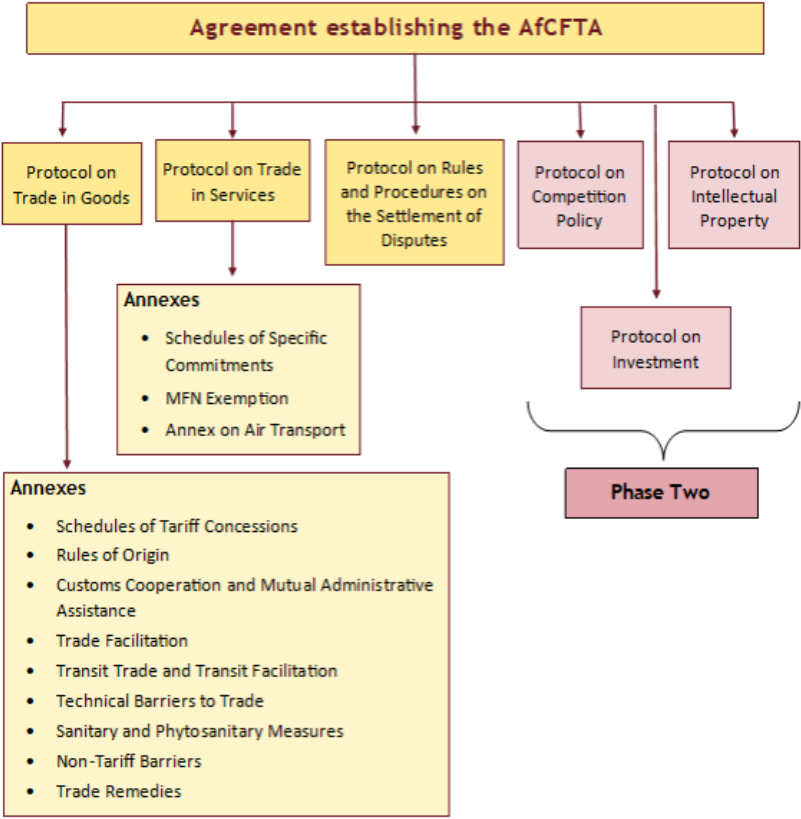 Agreement establishing the AfCFTA
Protocol on
Trade in Goods
Protocol on Trade
in Services
Protocol on Rules
and Procedures on
the Settlement of
Disputes
Protocol on
Competition
Policy
Protocol on
Intellectual
Property
Protocol on
Investment
Phase Two
Annexes
• Schedules of Specific
Commitments
• MFN Exemption
• Annex on Air Transport
Annexes
• Schedules of Tariff Concessions
• Rules of Origin
• Customs Cooperation and Mutual Administrative
Assistance
• Trade Facilitation
• Transit Trade and Transit Facilitation
• Technical Barriers to Trade
• Sanitary and Phytosanitary Measures
• Non-Tariff Barriers
• Trade Remedies